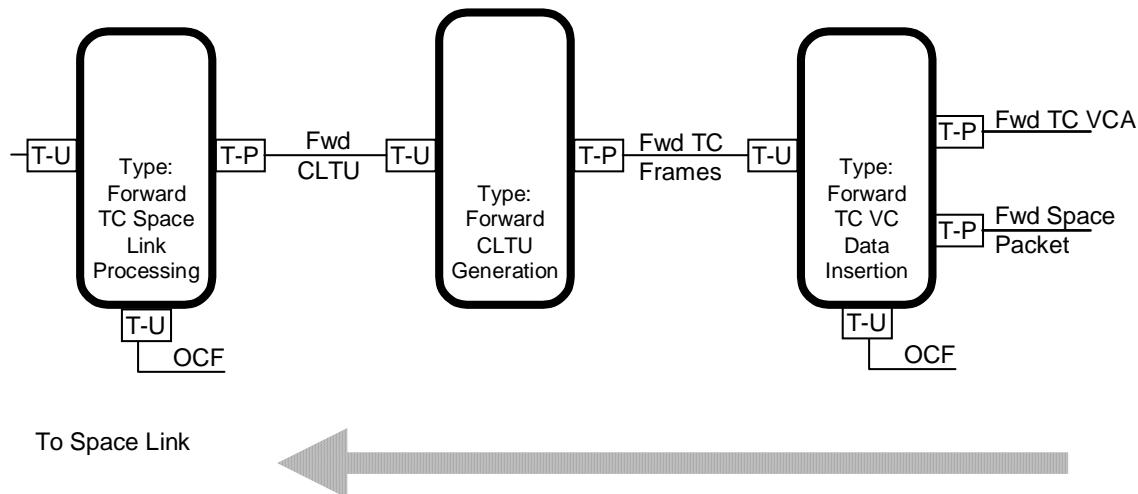 T-U
Type:
Forward
TC Space
Link
Processing
T-P
T-U
OCF
Fwd
CLTU
T-U
Type:
Forward
CLTU
Generation
T-P
Fwd TC
Frames
T-U
Type:
Forward
TC VC
Data
Insertion
T-P
Fwd TC VCA
T-P
Fwd Space
Packet
T-U
OCF
To Space Link